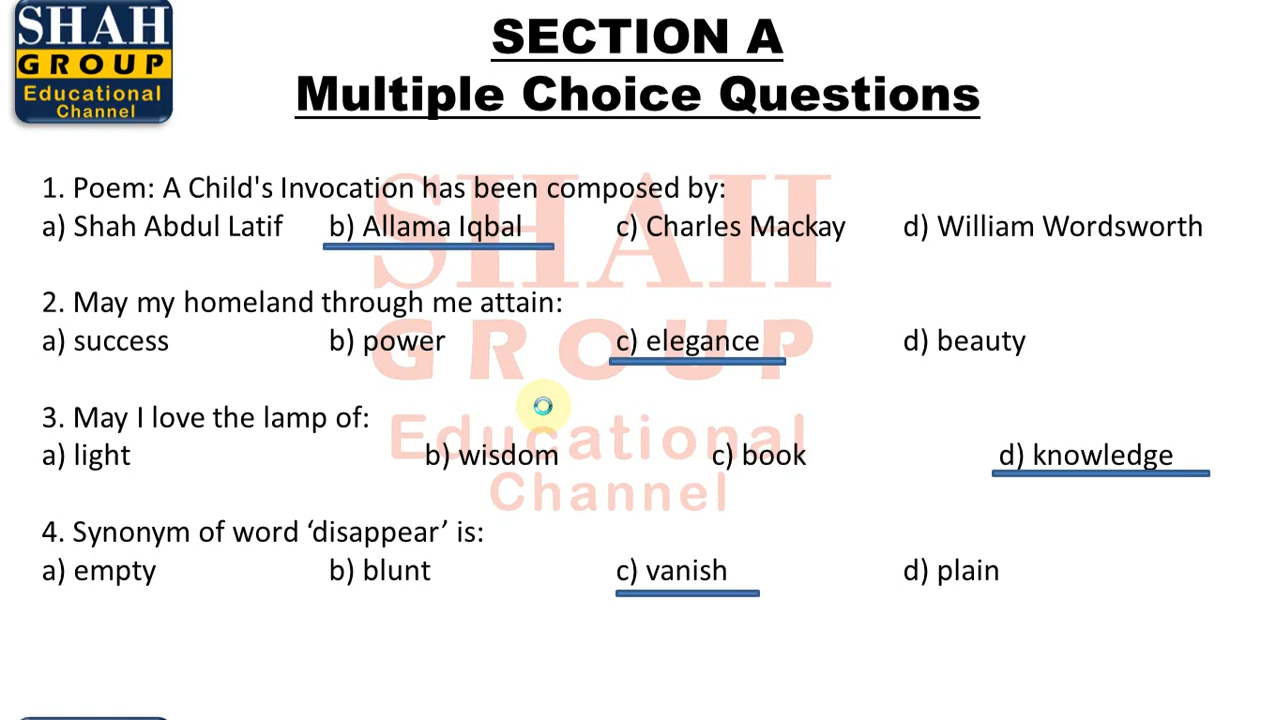 SHAH
GROUP
Educational
Channel
SECTION A
Multiple Choice Questions
1. Poem: A Child's Invocation has been composed by:
a) Shah Abdul Latif b) Allama Iqbal c) Charles Mackay d) William Wordsworth
2. May my homeland through me attain:
a) success b) power c) elegance d) beauty
3. May I love the lamp of:
a) light b) wisdom c) book d) knowledge
4. Synonym of word ‘disappear’ is:
a) empty b) blunt c) vanish d) plain
SHAH
GROUP
Educational
Channel